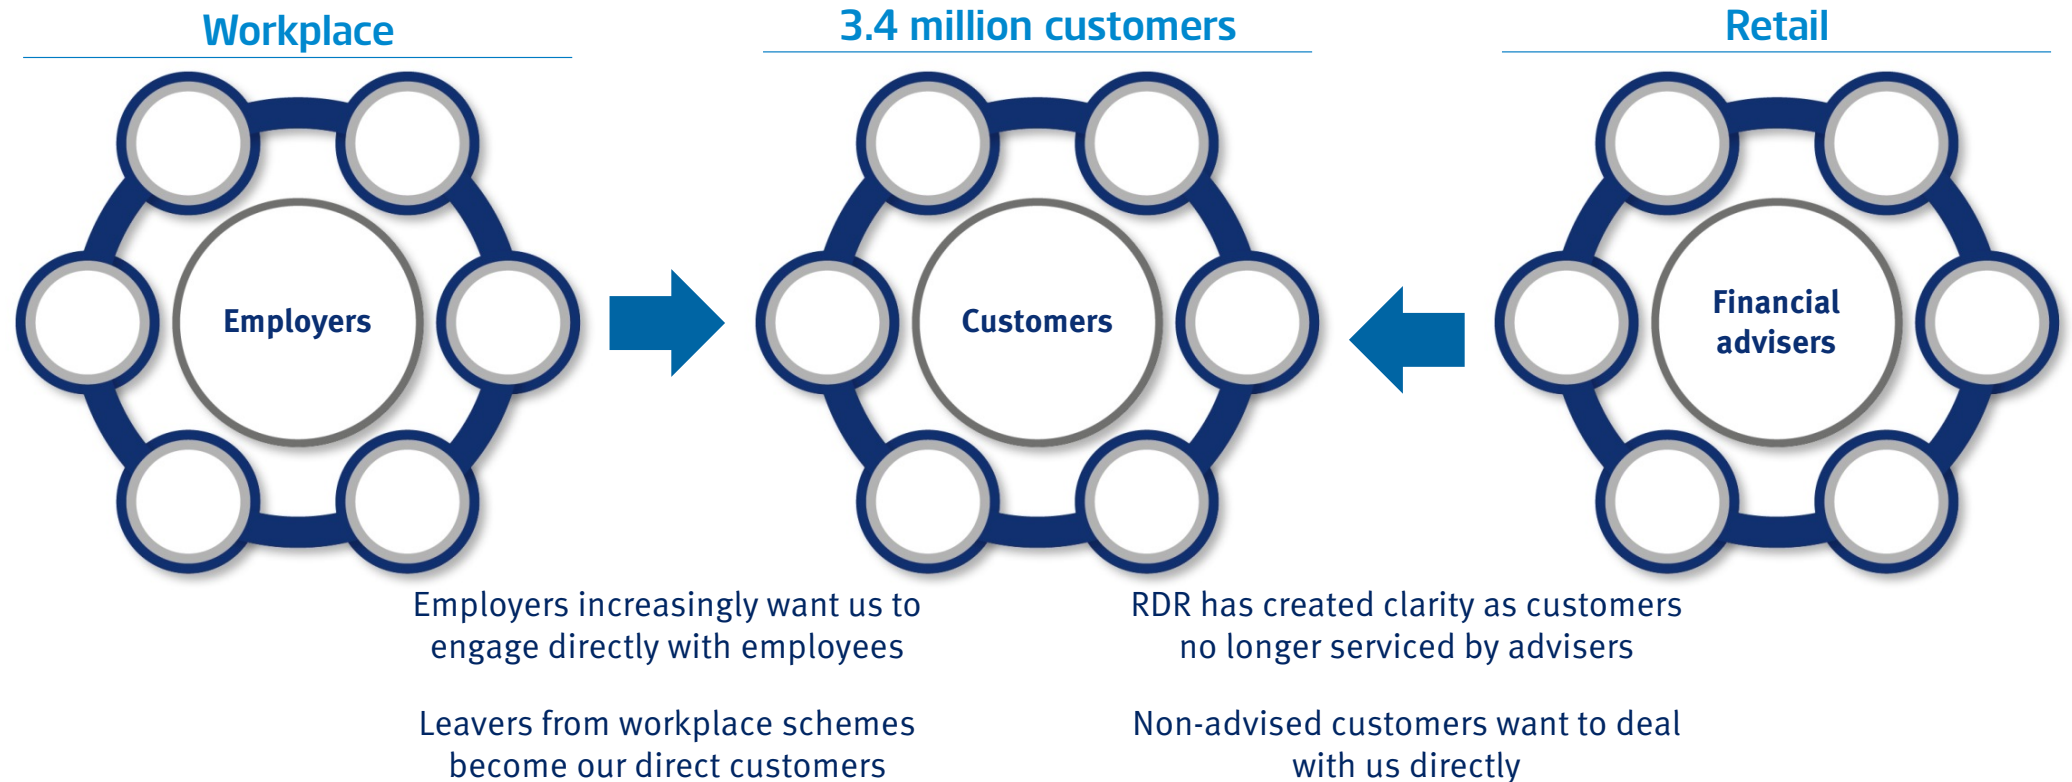 Workplace
3.4 million customers
Retail
Employers
Customers
Financial
advisers
Employers increasingly want us to
engage directly with employees
Leavers from workplace schemes
become our direct customers
RDR has created clarity as customers
no longer serviced by advisers
Non-advised customers want to deal
with us directly